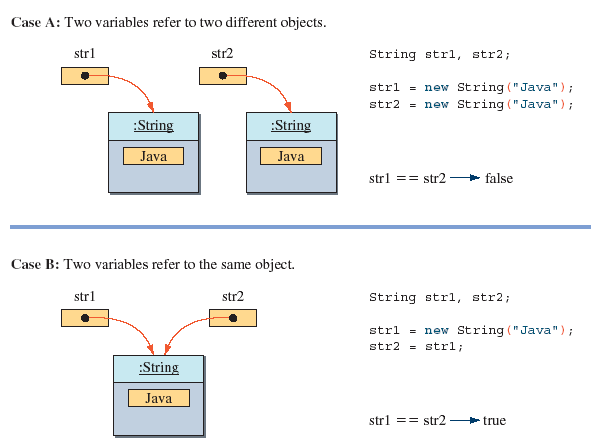 Case A: Two variables refer to two different objects.
str1 str2 String str1, str2;
str1 = new String("Java");
str2 = new String("Java");
:String :String
Java Java
str1 == str2 false
Case B: Two variables refer to the same object.
str1 str2 String str1, str2;
str1 = new String("Java");
str2 = str1;
:String
Java
str1 == str2 true